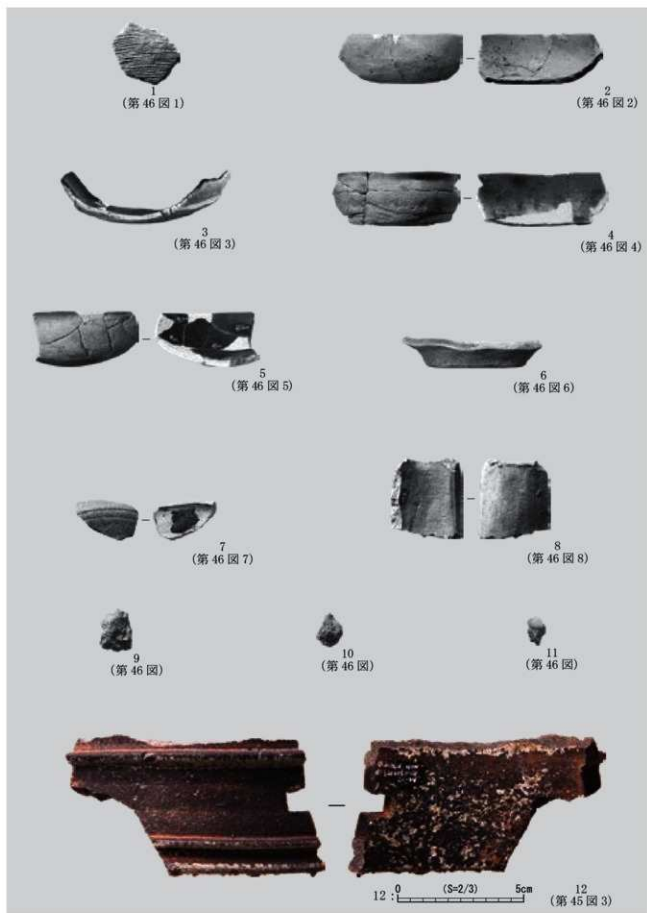 1
(第 46 図 1)
2
(第 46 図 2)
3
(第 46 図 3)
4
(第 46 図 4)
5
(第 46 図 5)
6
(第 46 図 6)
7
(第 46 図 7)
8
(第 46 図 8)
9
(第 46 図)
10
(第 46 図)
11
(第 46 図)
12 : 0 (S=2/3) 5cm
12
(第 45 図 3)